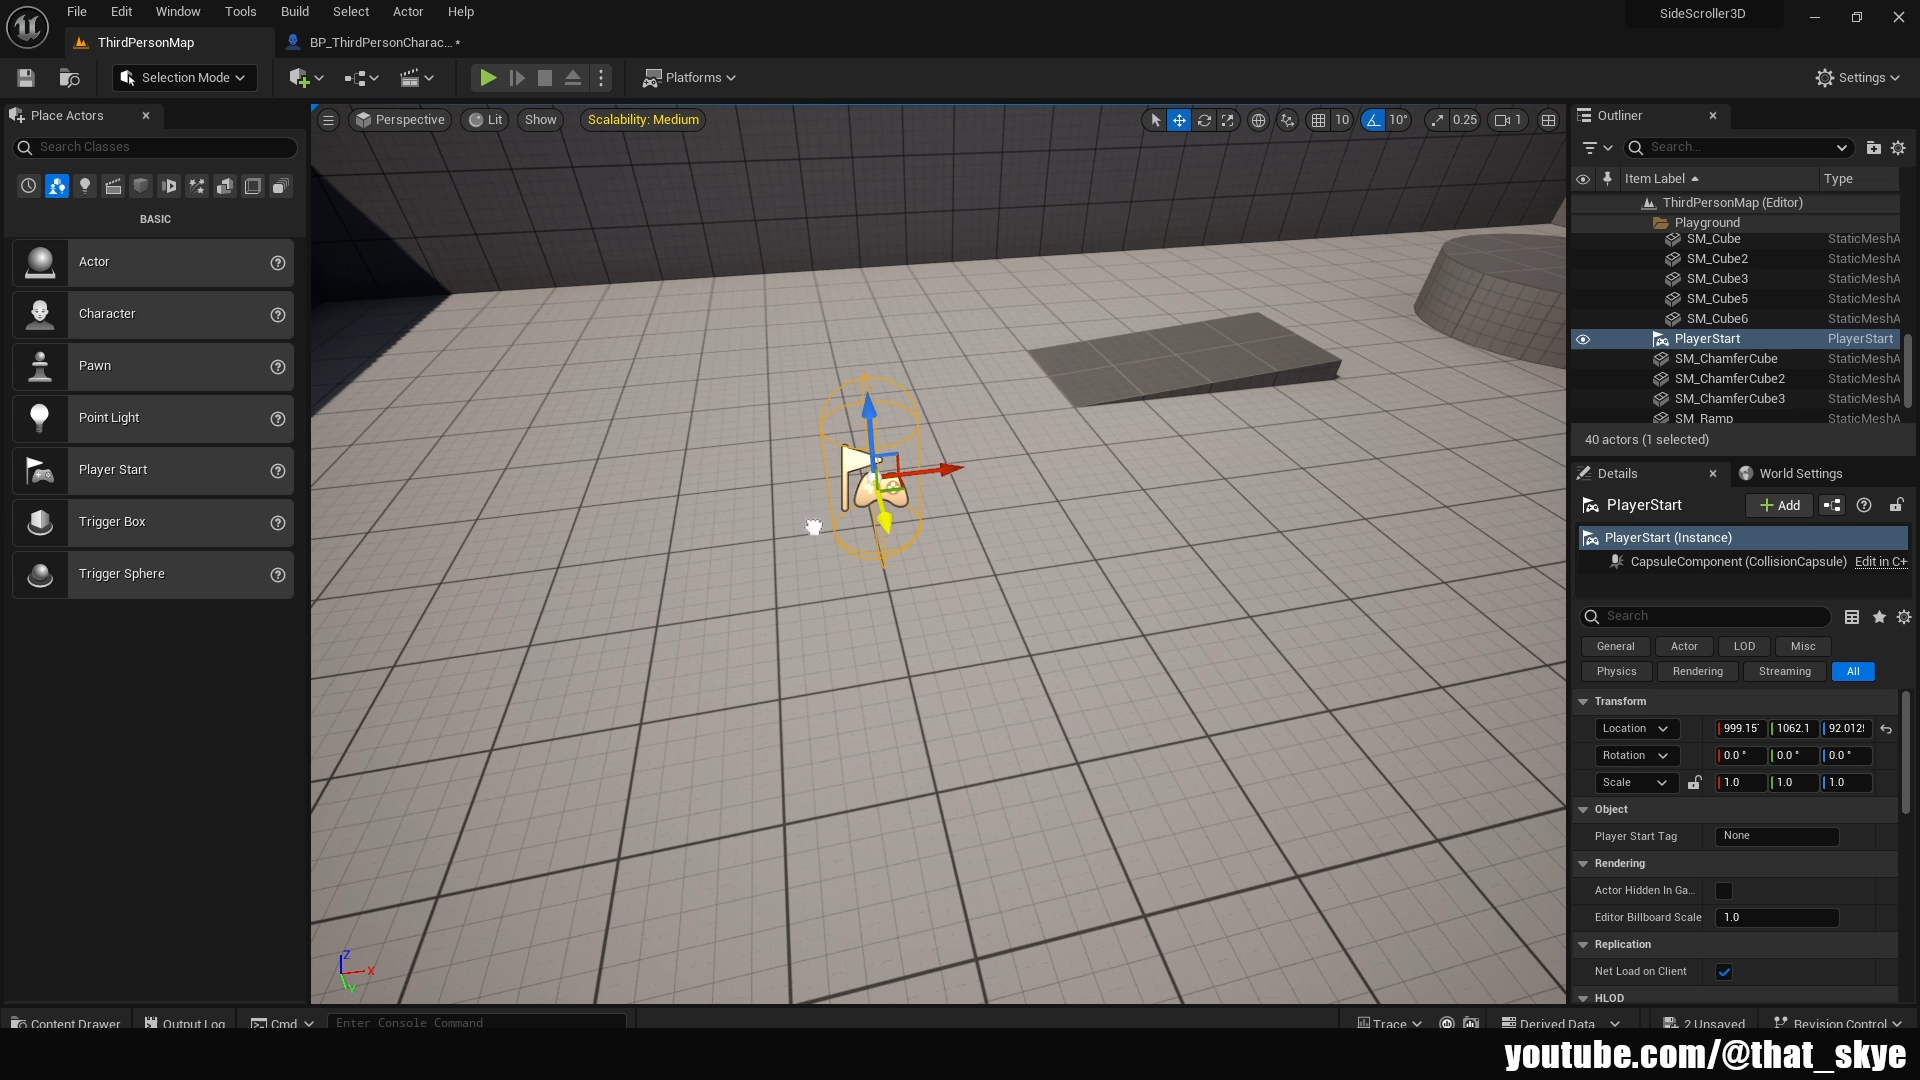 File Edit Window Tools Build Select Actor Help
SideScroller3D
ThirdPersonMap
BP_ThirdPersonCharac... *
Selection Mode
Platforms
Settings
Place Actors
Search Classes
BASIC
Actor
Character
Pawn
Point Light
Player Start
Trigger Box
Trigger Sphere
Perspective
Lit
Show
Scalability: Medium
10
10°
0.25
1
Z
X
Y
Outliner
Search...
Item Label
Type
ThirdPersonMap (Editor)
Playground
SM_Cube StaticMeshA
SM_Cube2 StaticMeshA
SM_Cube3 StaticMeshA
SM_Cube5 StaticMeshA
SM_Cube6 StaticMeshA
PlayerStart PlayerStart
SM_ChamferCube StaticMeshA
SM_ChamferCube2 StaticMeshA
SM_ChamferCube3 StaticMeshA
SM_Ramp StaticMeshA
40 actors (1 selected)
Details
World Settings
PlayerStart
Add
PlayerStart (Instance)
CapsuleComponent (CollisionCapsule) Edit in C+
Search
General Actor LOD Misc
Physics Rendering Streaming All
Transform
Location 999.15 1062.1 92.012
Rotation 0.0 ° 0.0 ° 0.0 °
Scale 1.0 1.0 1.0
Object
Player Start Tag None
Rendering
Actor Hidden In Ga...
Editor Billboard Scale 1.0
Replication
Net Load on Client
HLOD
Content Drawer
Output Log
Cmd
Enter Console Command
Trace
Derived Data
2 Unsaved
Revision Control
youtube.com/@that_skye